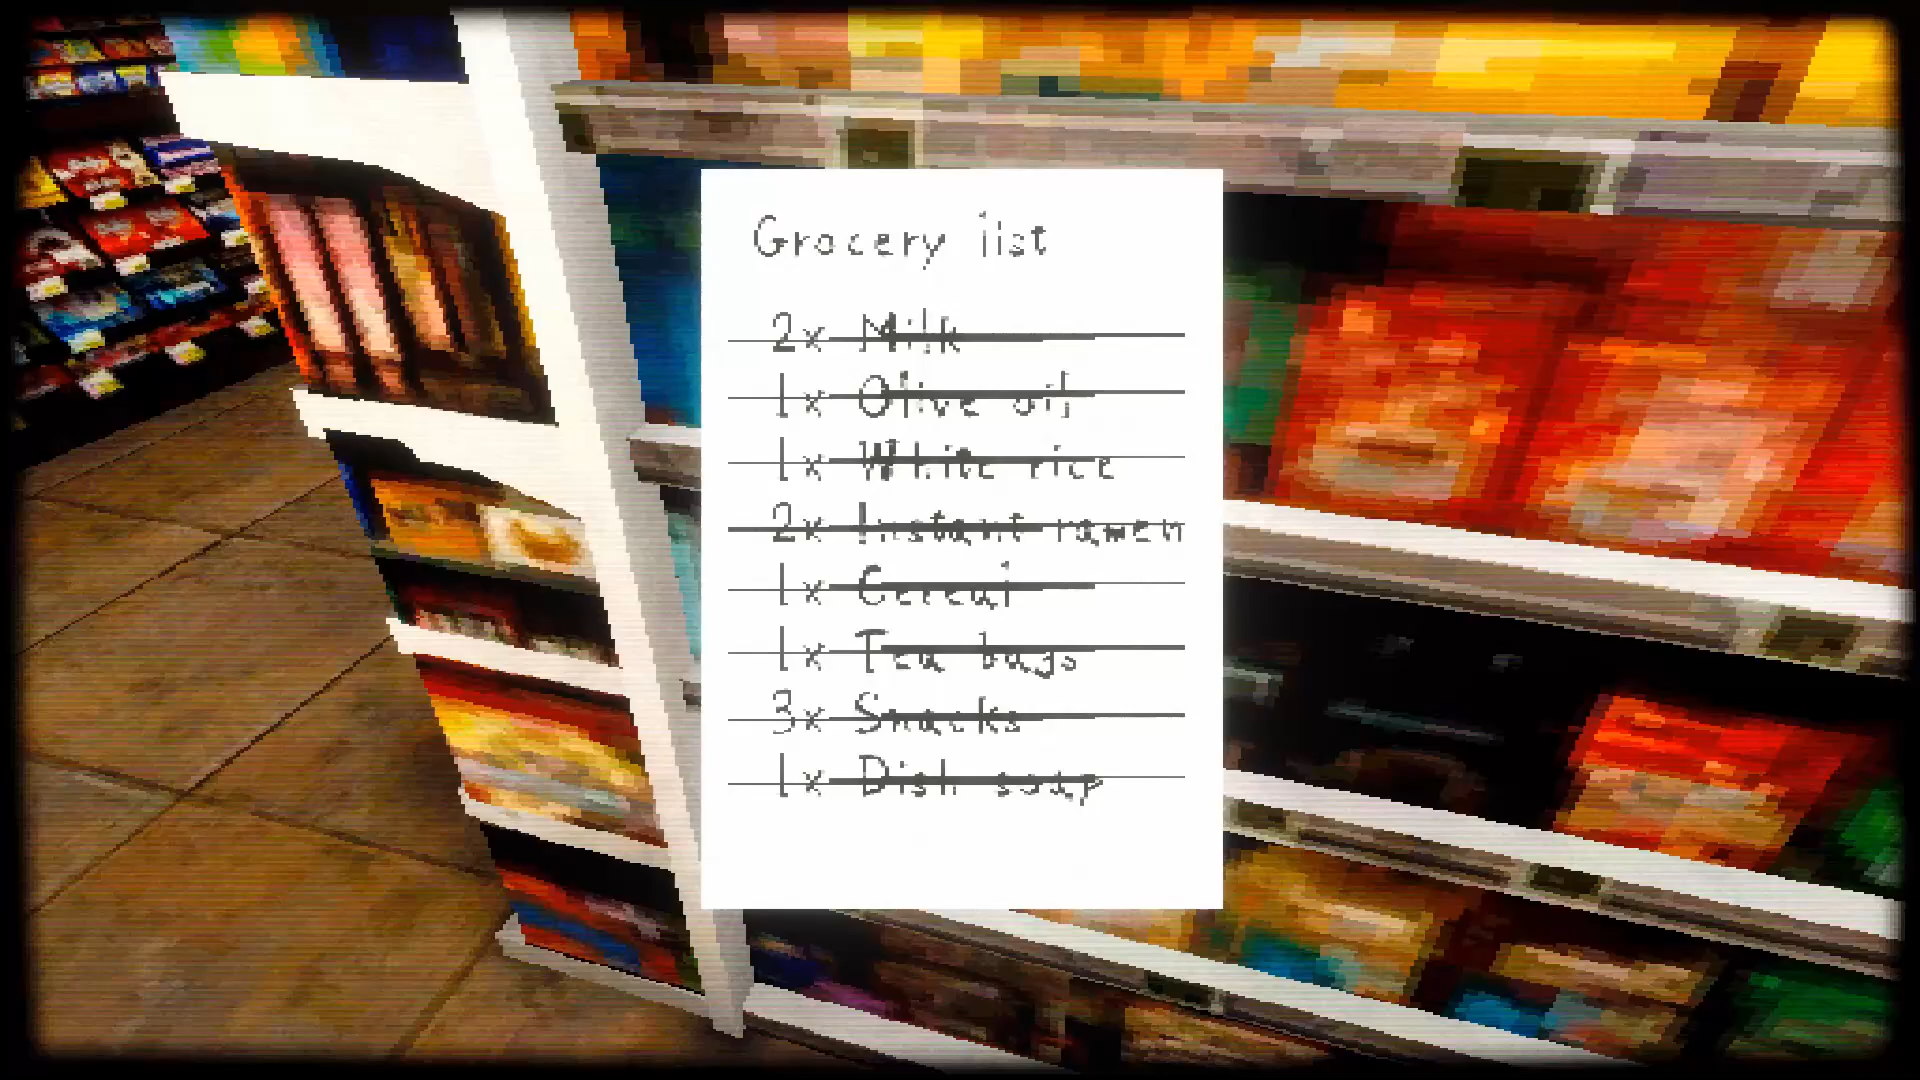 Grocery list
2x Milk
1x Olive oil
1x White rice
2x Instant ramen
1x Cereal
1x Tea bags
3x Snacks
1x Dish soap